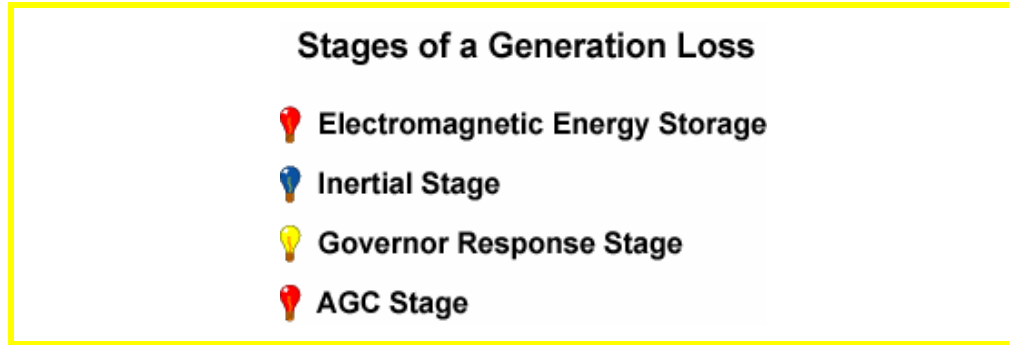 Stages of a Generation Loss
Electromagnetic Energy Storage
Inertial Stage
Governor Response Stage
AGC Stage